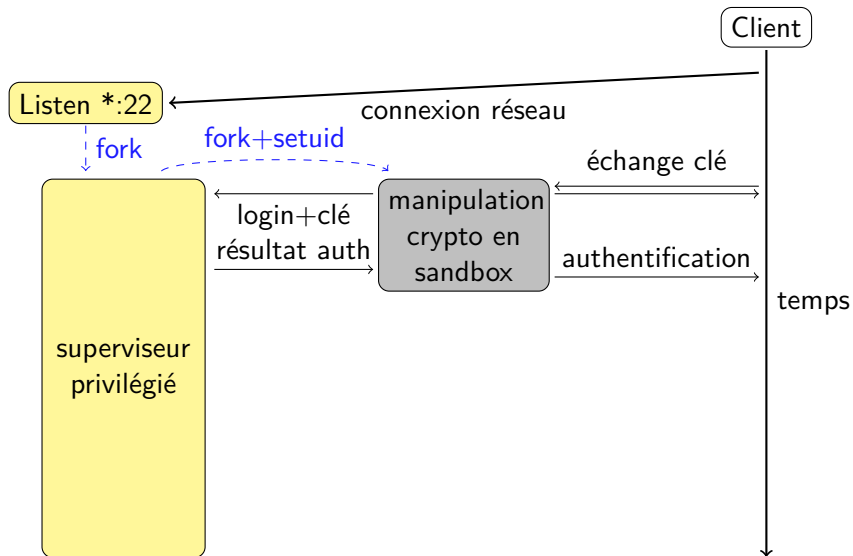 Client
Listen *:22
connexion réseau
fork
fork+setuid
échange clé
login+clé
résultat auth
manipulation
crypto en
sandbox
authentification
temps
superviseur
privilégié